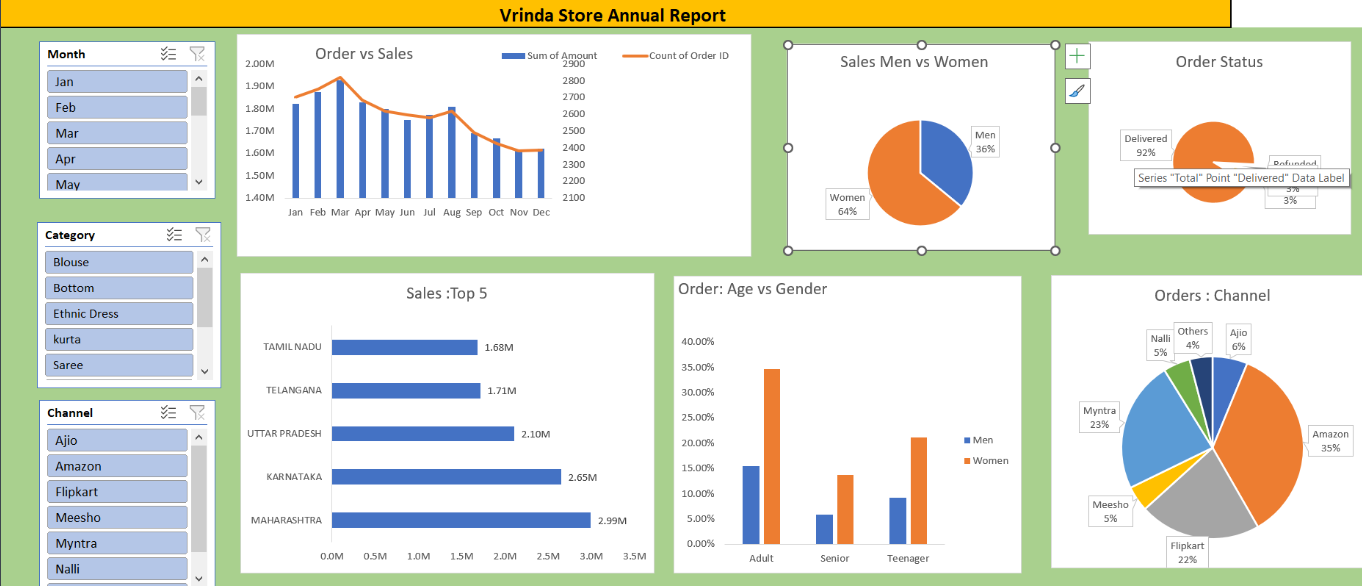 Vrinda Store Annual Report
Month
Jan
Feb
Mar
Apr
May
Category
Blouse
Bottom
Ethnic Dress
kurta
Saree
Channel
Ajio
Amazon
Flipkart
Meesho
Myntra
Nalli
Order vs Sales
Sum of Amount
Count of Order ID
2.00M
1.90M
1.80M
1.70M
1.60M
1.50M
1.40M
2900
2800
2700
2600
2500
2400
2300
2200
2100
Jan Feb Mar Apr May Jun Jul Aug Sep Oct Nov Dec
Sales Men vs Women
Men
36%
Women
64%
Order Status
Delivered
92%
Refunded
Series "Total" Point "Delivered" Data Label
3%
3%
Sales :Top 5
TAMIL NADU 1.68M
TELANGANA 1.71M
UTTAR PRADESH 2.10M
KARNATAKA 2.65M
MAHARASHTRA 2.99M
0.0M 0.5M 1.0M 1.5M 2.0M 2.5M 3.0M 3.5M
Order: Age vs Gender
40.00%
35.00%
30.00%
25.00%
20.00%
15.00%
10.00%
5.00%
0.00%
Adult Senior Teenager
Men
Women
Orders : Channel
Ajio
6%
Amazon
35%
Flipkart
22%
Meesho
5%
Myntra
23%
Nalli
5%
Others
4%